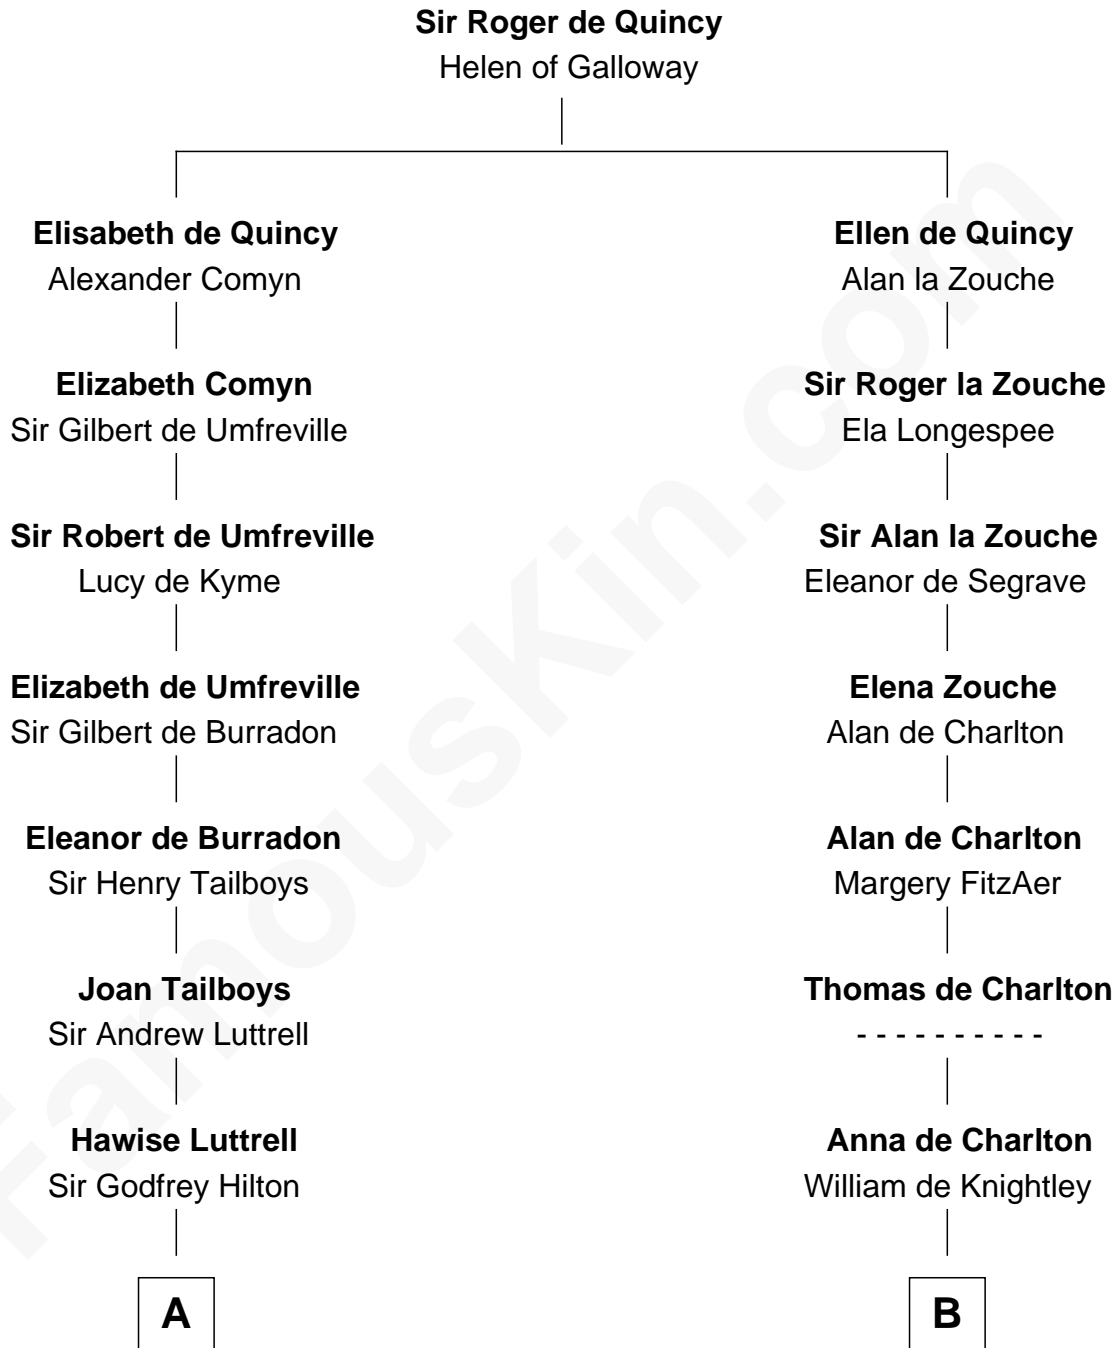 Sir Roger de Quincy
Helen of Galloway
Elisabeth de Quincy
Alexander Comyn
Elizabeth Comyn
Sir Gilbert de Umfreville
Sir Robert de Umfreville
Lucy de Kyme
Elizabeth de Umfreville
Sir Gilbert de Burradon
Eleanor de Burradon
Sir Henry Tailboys
Joan Tailboys
Sir Andrew Luttrell
Hawise Luttrell
Sir Godfrey Hilton
A
Ellen de Quincy
Alan la Zouche
Sir Roger la Zouche
Ela Longespee
Sir Alan la Zouche
Eleanor de Segrave
Elena Zouche
Alan de Charlton
Alan de Charlton
Margery FitzAer
Thomas de Charlton
- - - - - - - - - -
Anna de Charlton
William de Knightley
B
FamousKin.com